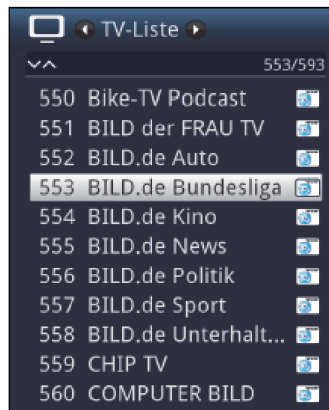 TV-Liste
553/593
550 Bike-TV Podcast
551 BILD der FRAU TV
552 BILD.de Auto
553 BILD.de Bundesliga
554 BILD.de Kino
555 BILD.de News
556 BILD.de Politik
557 BILD.de Sport
558 BILD.de Unterhalt...
559 CHIP TV
560 COMPUTER BILD